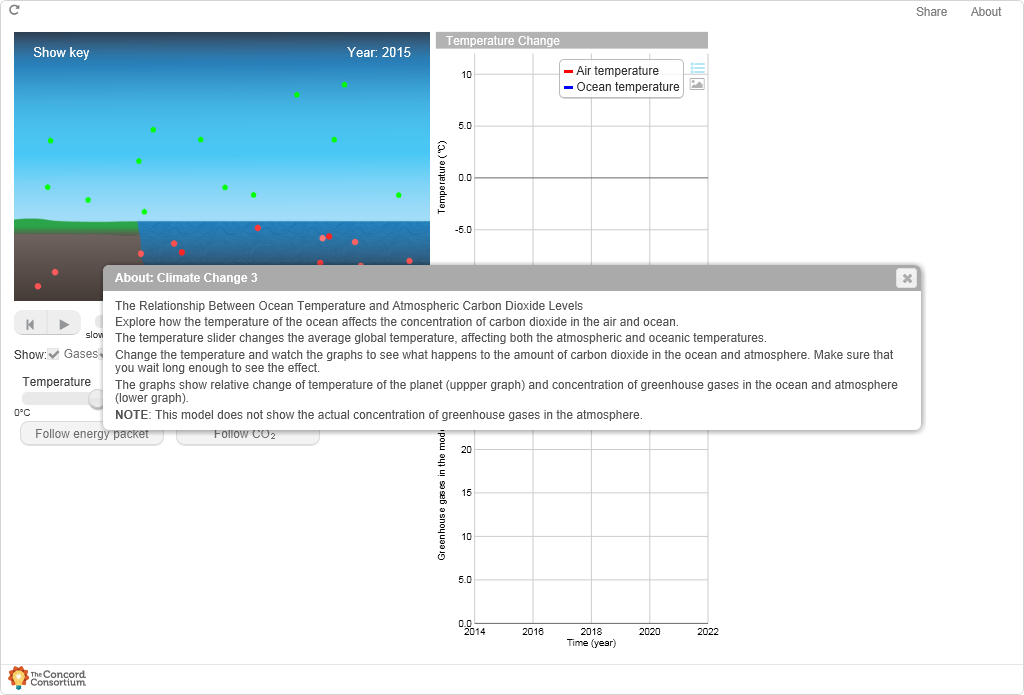 Share About
Show key Year: 2015
Temperature Change
Air temperature
Ocean temperature
10
5.0
0.0
-5.0
Temperature (°C)
About: Climate Change 3
The Relationship Between Ocean Temperature and Atmospheric Carbon Dioxide Levels
Explore how the temperature of the ocean affects the concentration of carbon dioxide in the air and ocean.
The temperature slider changes the average global temperature, affecting both the atmospheric and oceanic temperatures.
Change the temperature and watch the graphs to see what happens to the amount of carbon dioxide in the ocean and atmosphere. Make sure that
you wait long enough to see the effect.
The graphs show relative change of temperature of the planet (uppper graph) and concentration of greenhouse gases in the ocean and atmosphere
(lower graph).
NOTE: This model does not show the actual concentration of greenhouse gases in the atmosphere.
slow
Show: Gases
Temperature
0°C
Follow energy packet Follow CO₂
20
15
10
5.0
0.0
Greenhouse gases in the
2014 2016 2018 2020 2022
Time (year)
The Concord
Consortium